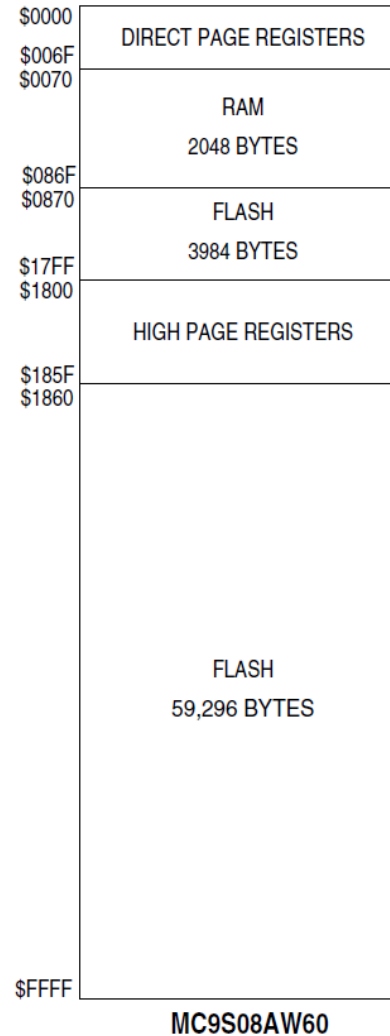 $0000
DIRECT PAGE REGISTERS
$006F
$0070
RAM
2048 BYTES
$086F
$0870
FLASH
3984 BYTES
$17FF
$1800
HIGH PAGE REGISTERS
$185F
$1860
FLASH
59,296 BYTES
$FFFF
MC9S08AW60